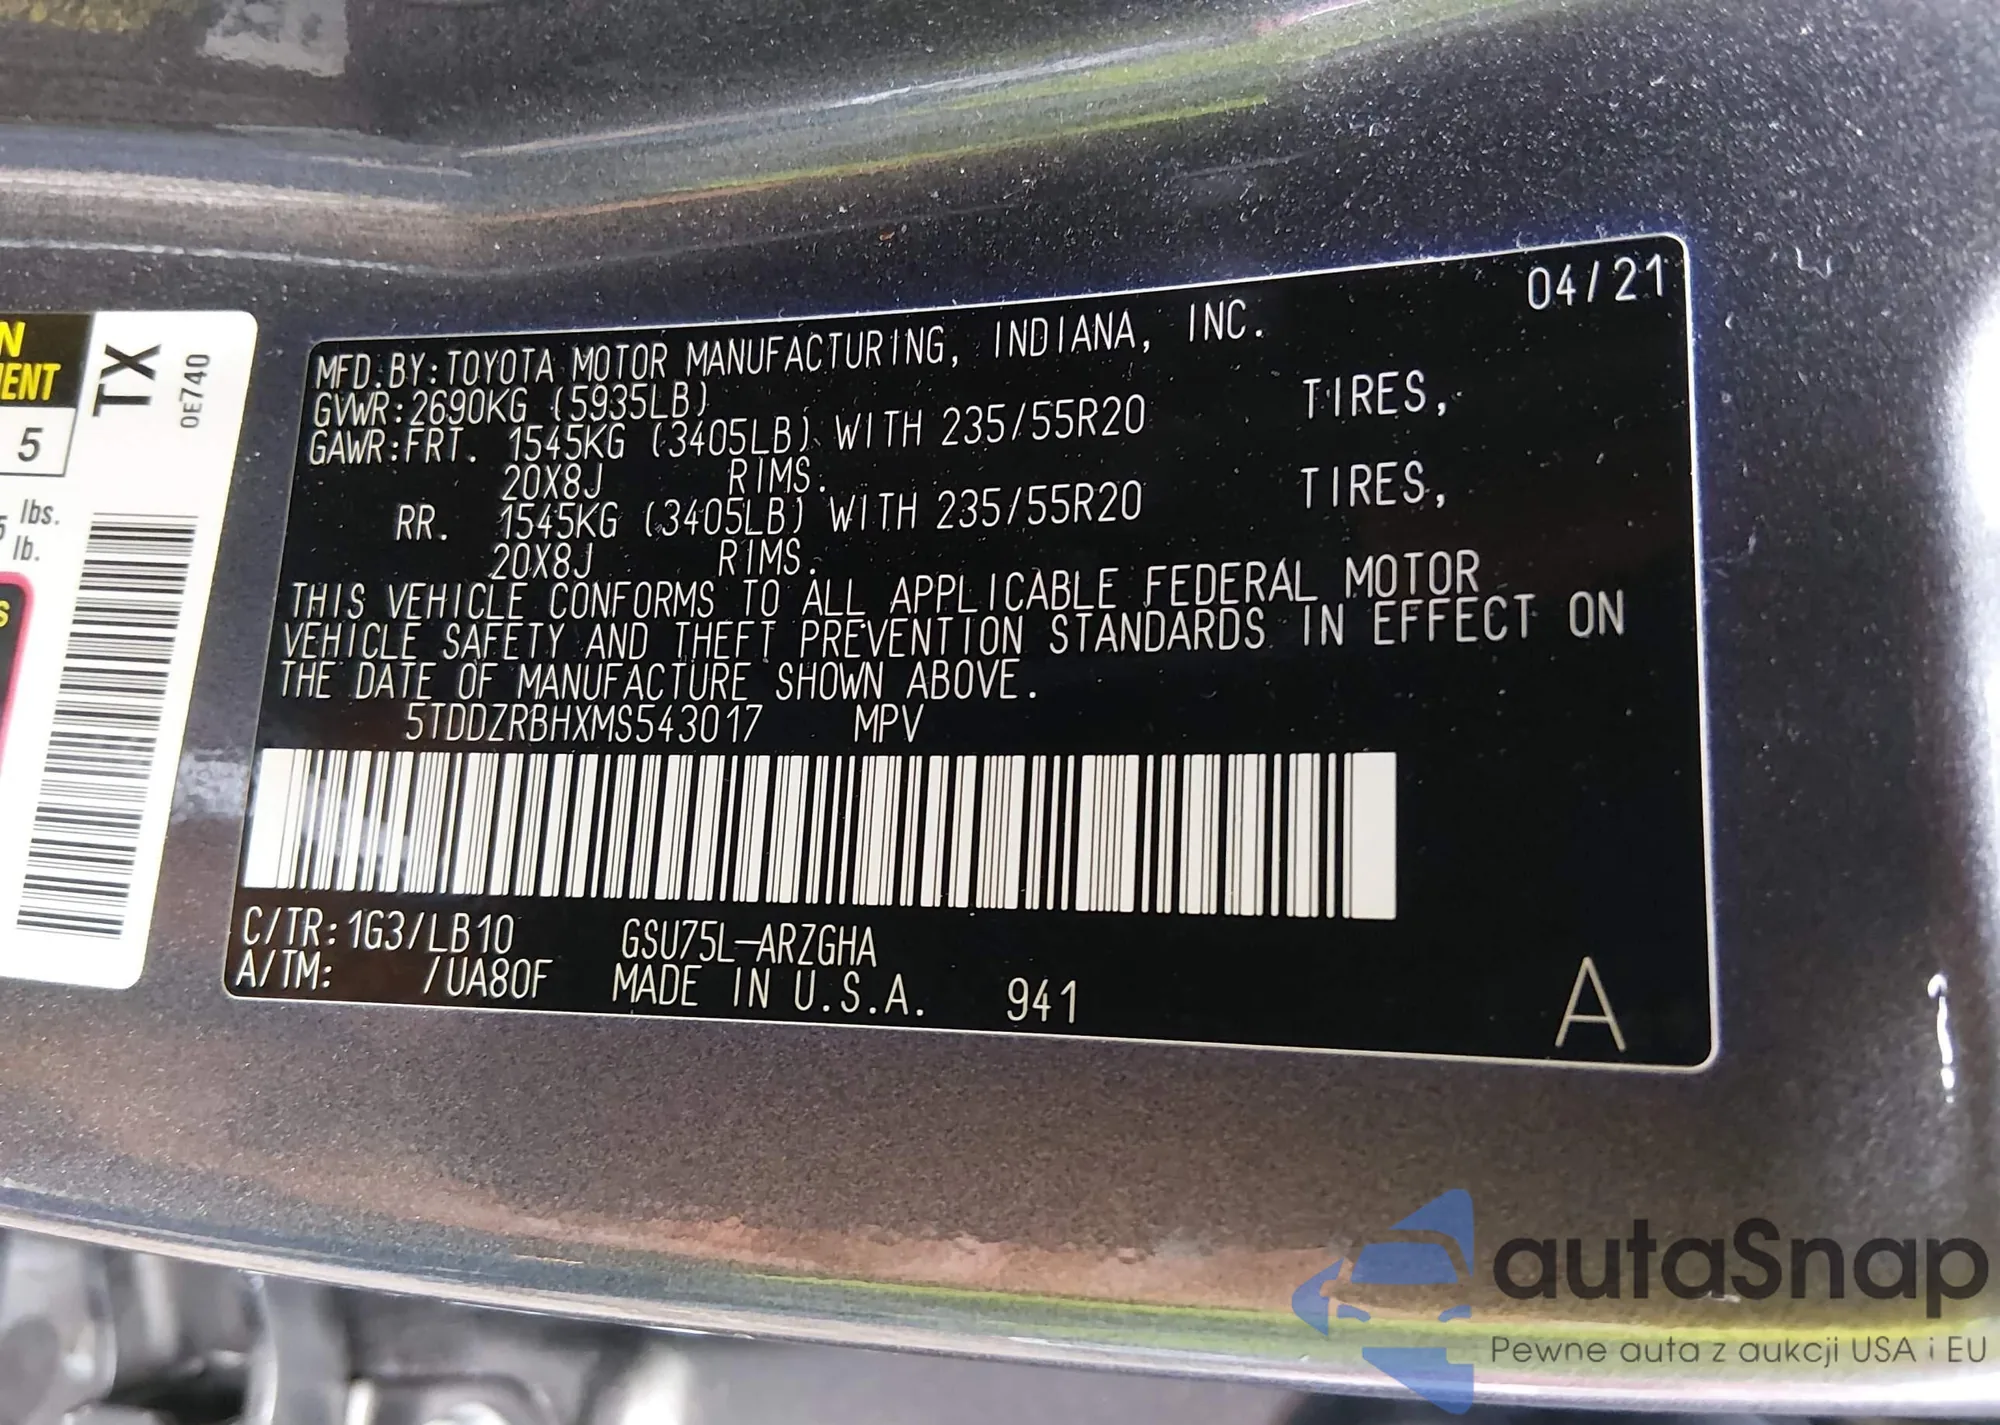 N
MENT
5
lbs.
lb.
S
TX
0E740
04/21
MFD.BY:TOYOTA MOTOR MANUFACTURING, INDIANA, INC.
GVWR:2690KG (5935LB)
GAWR:FRT. 1545KG (3405LB) WITH 235/55R20 TIRES,
20X8J RIMS.
RR. 1545KG (3405LB) WITH 235/55R20 TIRES,
20X8J RIMS.
THIS VEHICLE CONFORMS TO ALL APPLICABLE FEDERAL MOTOR
VEHICLE SAFETY AND THEFT PREVENTION STANDARDS IN EFFECT ON
THE DATE OF MANUFACTURE SHOWN ABOVE.
5TDDZRBHXMS543017 MPV
C/TR:1G3/LB10 GSU75L-ARZGHA
A/TM: /UA80F MADE IN U.S.A. 941
A
autaSnap
Pewne auta z aukcji USA i EU